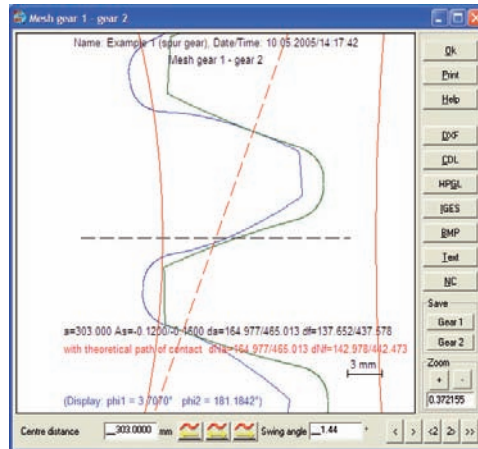 Mesh gear 1 - gear 2
Name: Example 1 (spur gear), Date/Time: 10.05.2005/14:17:42
Mesh gear 1 - gear 2
Ok
Print
Help
DXF
CDL
HPGL
IGES
BMP
Text
NC
Save
Gear 1
Gear 2
Zoom
+ -
0.372155
a=303.000 As=-0.1200/-0.1600 da=164.977/465.013 df=137.652/437.578
with theoretical path of contact dNa=164.977/465.013 dNf=142.978/442.473
3 mm
(Display: phi1 = 3.7070° phi2 = 181.1842°)
Centre distance 303.0000 mm Swing angle 1.44 ° < > <2 2> >>